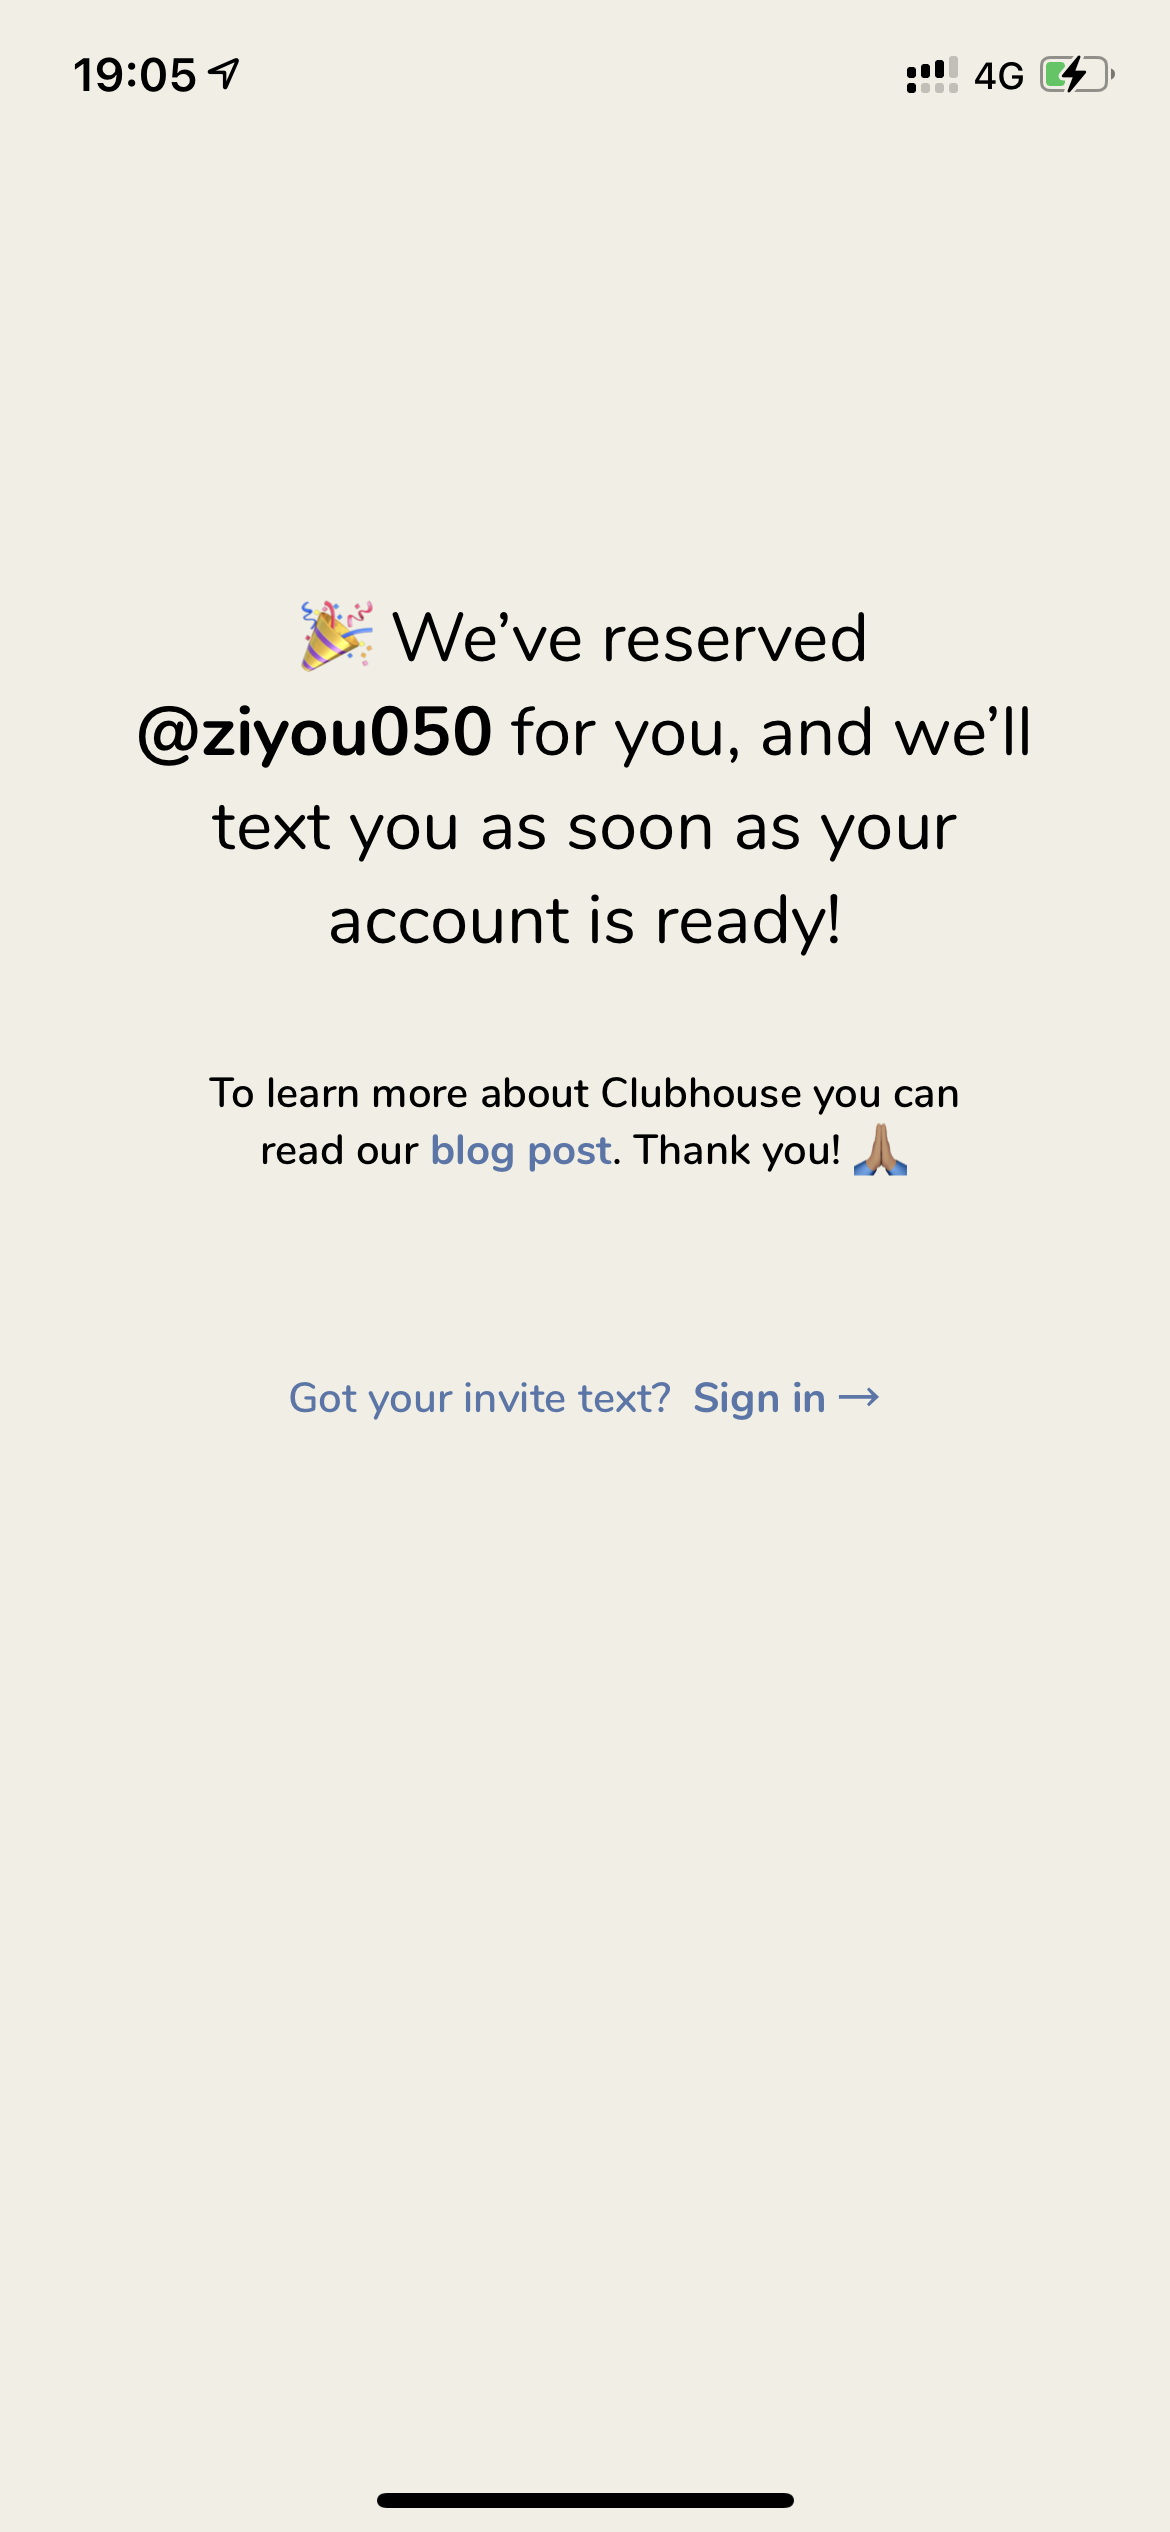 19:05
4G
🎉 We’ve reserved
@ziyou050 for you, and we’ll
text you as soon as your
account is ready!
To learn more about Clubhouse you can
read our blog post. Thank you! 🙏🏽
Got your invite text? Sign in →